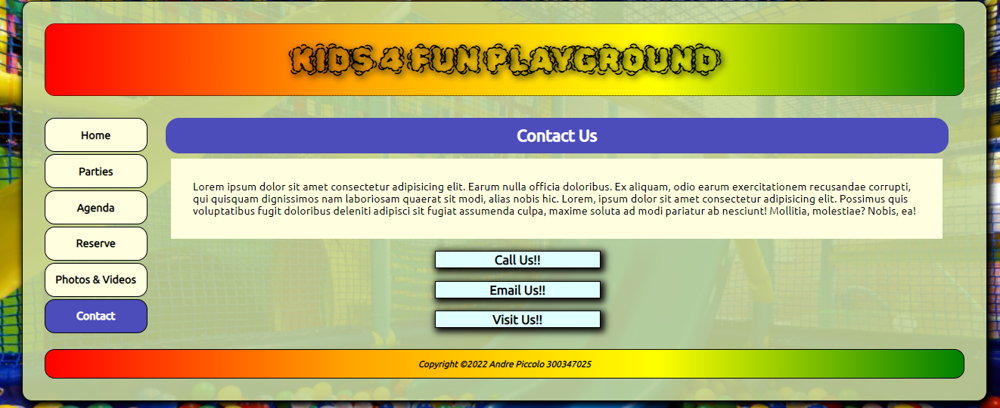 KIDS 4 FUN PLAYGROUND
Home
Parties
Agenda
Reserve
Photos & Videos
Contact
Contact Us
Lorem ipsum dolor sit amet consectetur adipisicing elit. Earum nulla officia doloribus. Ex aliquam, odio earum exercitationem recusandae corrupti,
qui quisquam dignissimos nam laboriosam quaerat sit modi, alias nobis hic. Lorem, ipsum dolor sit amet consectetur adipisicing elit. Possimus quis
voluptatibus fugit doloribus deleniti adipisci sit fugiat assumenda culpa, maxime soluta ad modi pariatur ab nesciunt! Mollitia, molestiae? Nobis, ea!
Call Us!!
Email Us!!
Visit Us!!
Copyright ©2022 Andre Piccolo 300347025